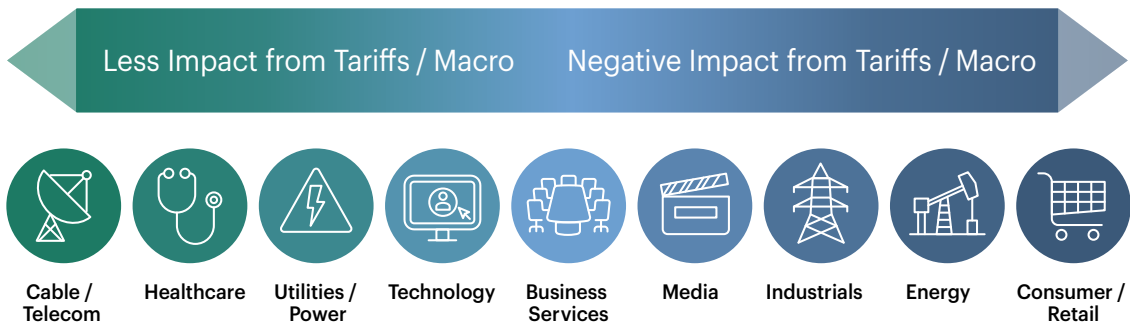 Less Impact from Tariffs / Macro
Negative Impact from Tariffs / Macro
Cable /
Telecom
Healthcare
Utilities /
Power
Technology
Business
Services
Media
Industrials
Energy
Consumer /
Retail